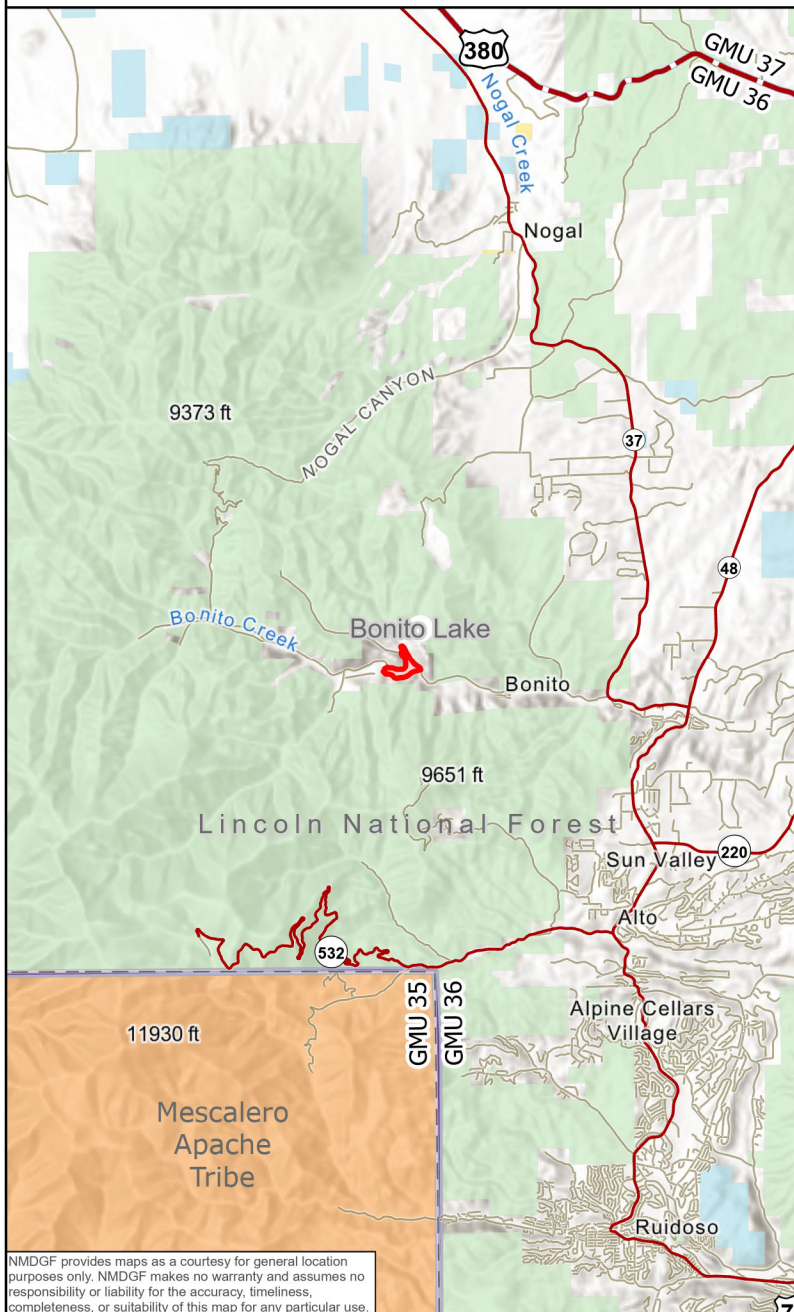 380
GMU 37
GMU 36
Nogal Creek
Nogal
9373 ft
NOGAL CANYON
37
48
Bonito Creek
Bonito Lake
Bonito
9651 ft
Lincoln National Forest
Sun Valley
220
Alto
532
GMU 35
GMU 36
Alpine Cellars
Village
11930 ft
Mescalero
Apache
Tribe
Ruidoso
NMDGF provides maps as a courtesy for general location
purposes only. NMDGF makes no warranty and assumes no
responsibility or liability for the accuracy, timeliness,
completeness, or suitability of this map for any particular use.